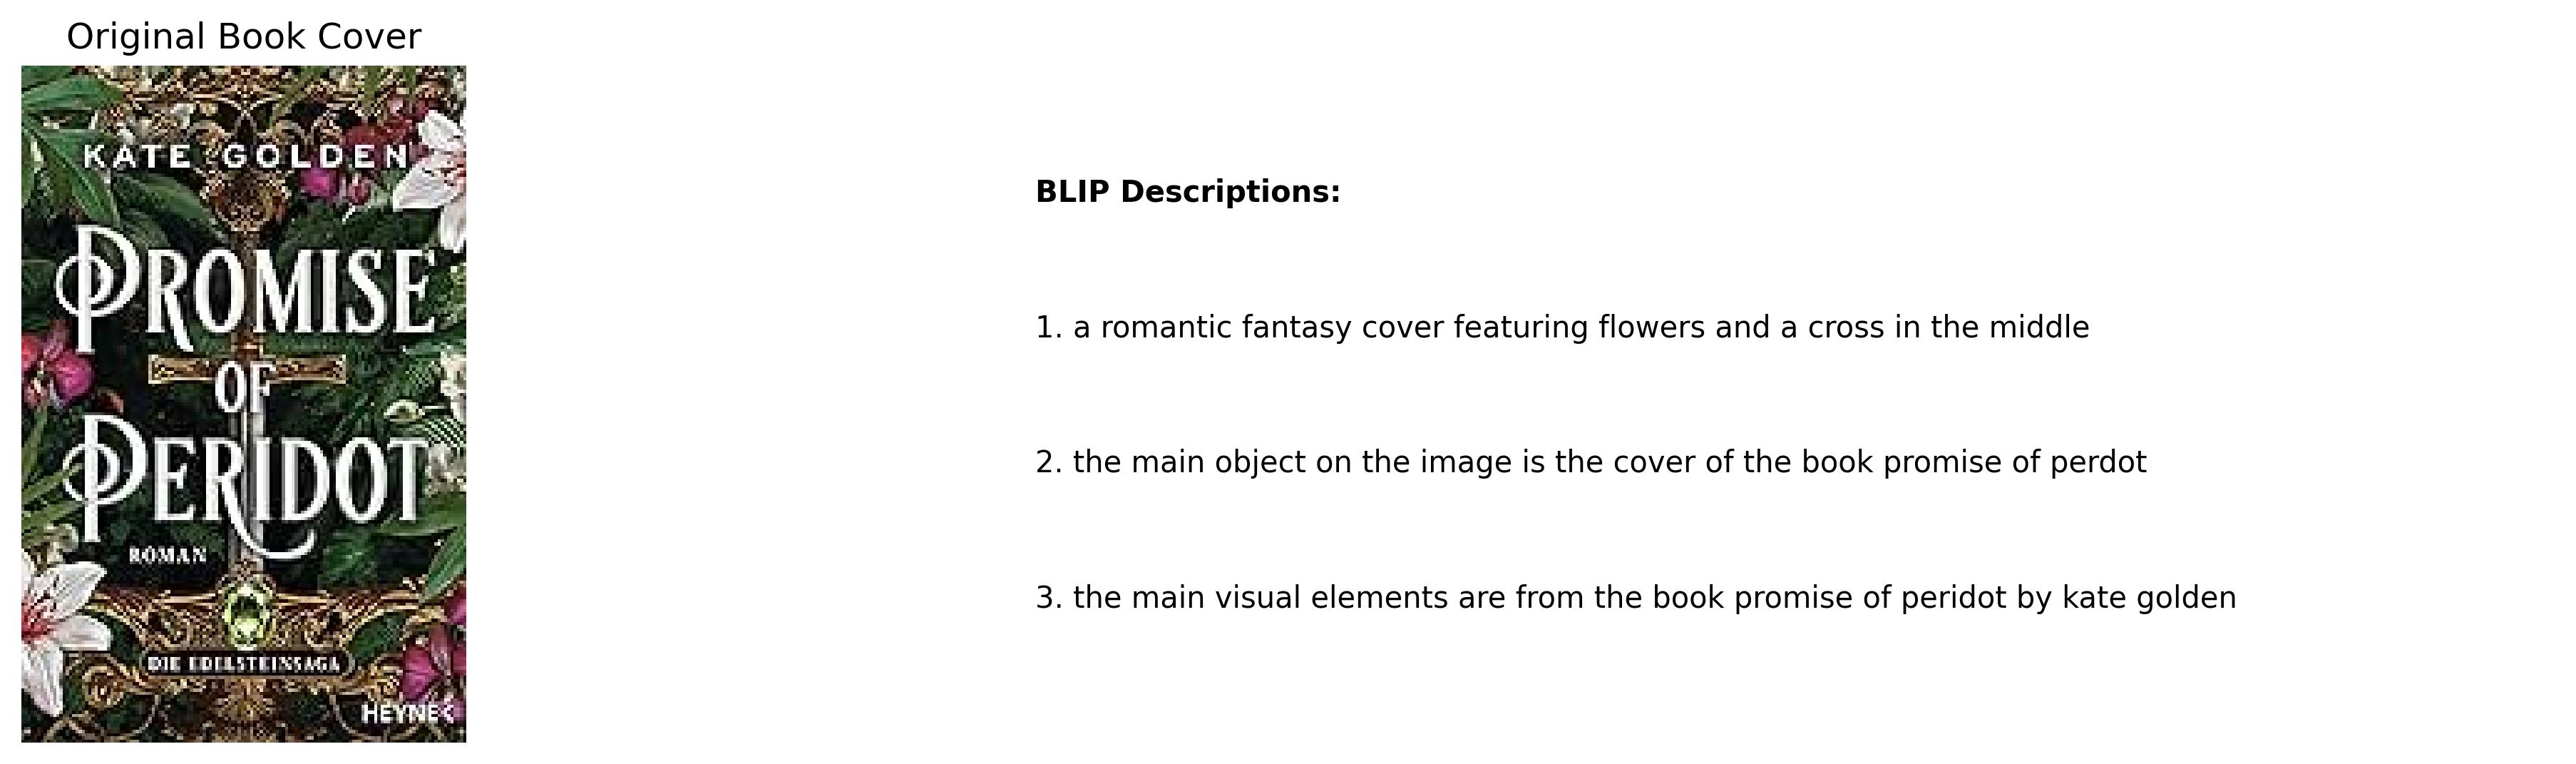 Original Book Cover
KATE GOLDEN
PROMISE
OF
PERIDOT
ROMAN
DIE EDELSTEINSAGA
HEYNE<
BLIP Descriptions:
1. a romantic fantasy cover featuring flowers and a cross in the middle
2. the main object on the image is the cover of the book promise of perdot
3. the main visual elements are from the book promise of peridot by kate golden